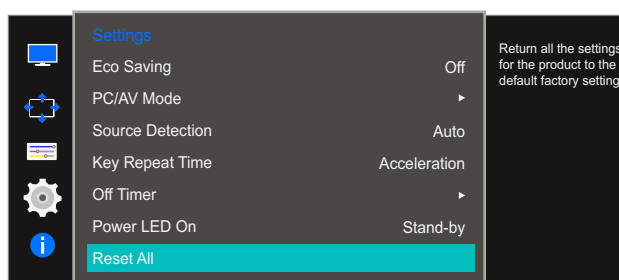 Settings
Eco Saving Off
PC/AV Mode ▸
Source Detection Auto
Key Repeat Time Acceleration
Off Timer ▸
Power LED On Stand-by
Reset All
Return all the settings
for the product to the
default factory setting